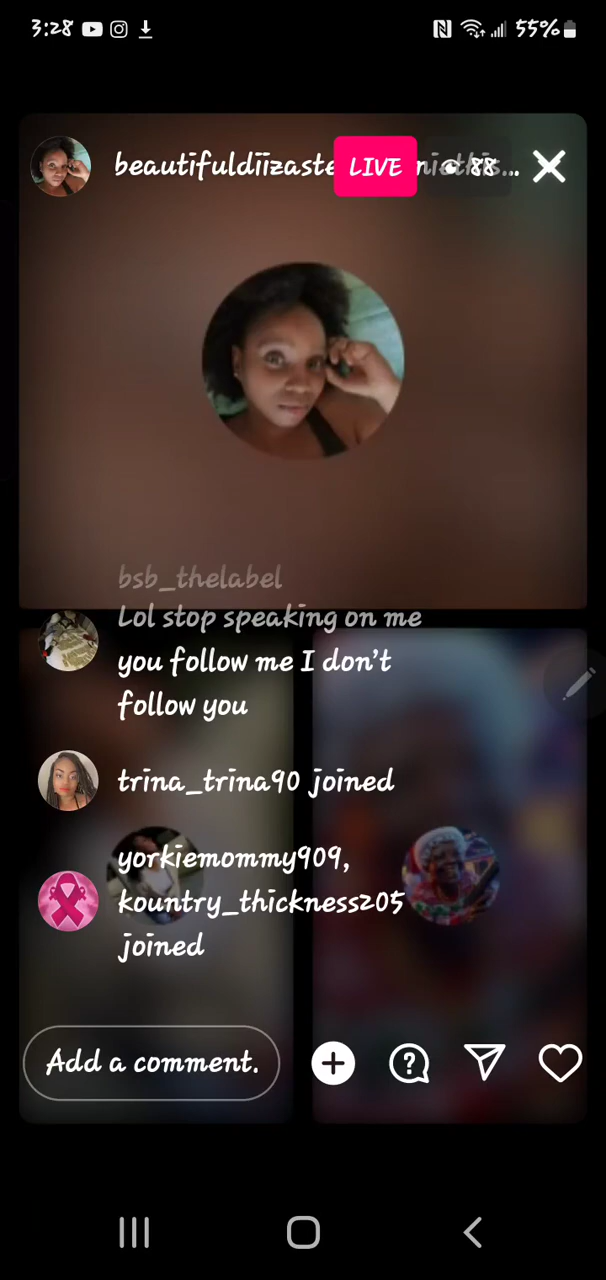 3:28 55%
beautifuldiizaste LIVE 88
bsb_thelabel
Lol stop speaking on me
you follow me I don't
follow you
trina_trina90 joined
yorkiemommy909,
kountry_thickness205
joined
Add a comment.